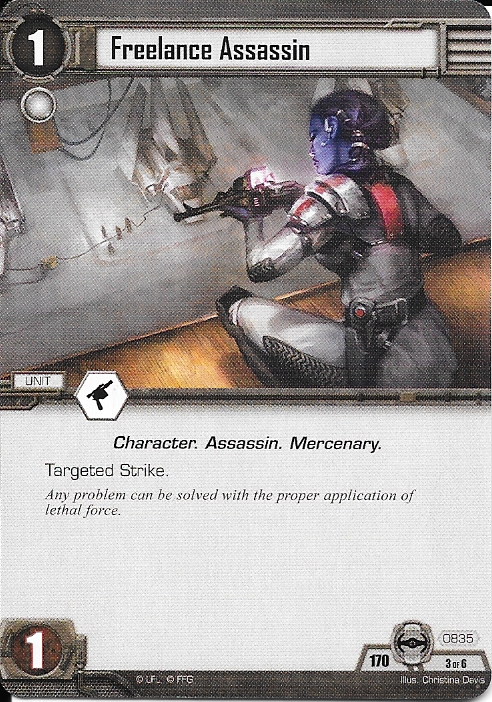 1
Freelance Assassin
UNIT
Character. Assassin. Mercenary.
Targeted Strike.
Any problem can be solved with the proper application of
lethal force.
1
170
0835
3 OF 6
© LFL © FFG
Illus. Christina Davis